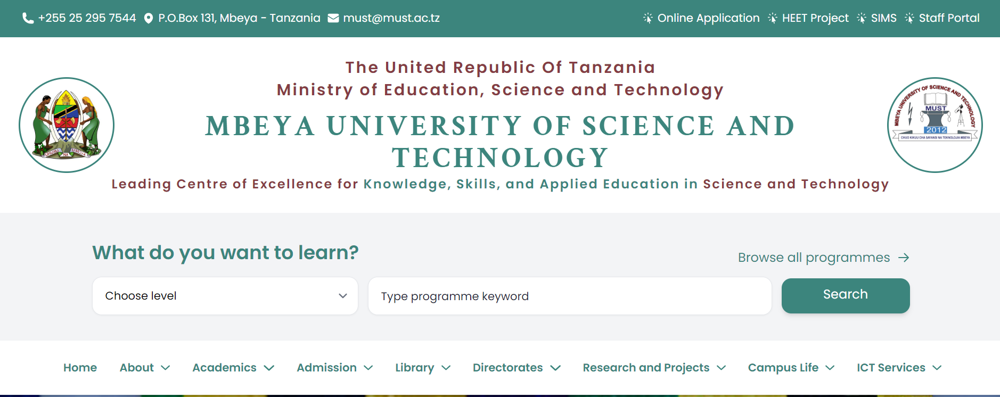 +255 25 295 7544 P.O.Box 131, Mbeya - Tanzania must@must.ac.tz Online Application HEET Project SIMS Staff Portal
The United Republic Of Tanzania
Ministry of Education, Science and Technology
MBEYA UNIVERSITY OF SCIENCE AND
TECHNOLOGY
Leading Centre of Excellence for Knowledge, Skills, and Applied Education in Science and Technology
UHURU NA UMOJA
MBEYA UNIVERSITY OF SCIENCE AND TECHNOLOGY
MUST
2012
CHUO KIKUU CHA SAYANSI NA TEKNOLOJIA MBEYA
What do you want to learn?
Browse all programmes
Choose level
Type programme keyword
Search
Home About Academics Admission Library Directorates Research and Projects Campus Life ICT Services